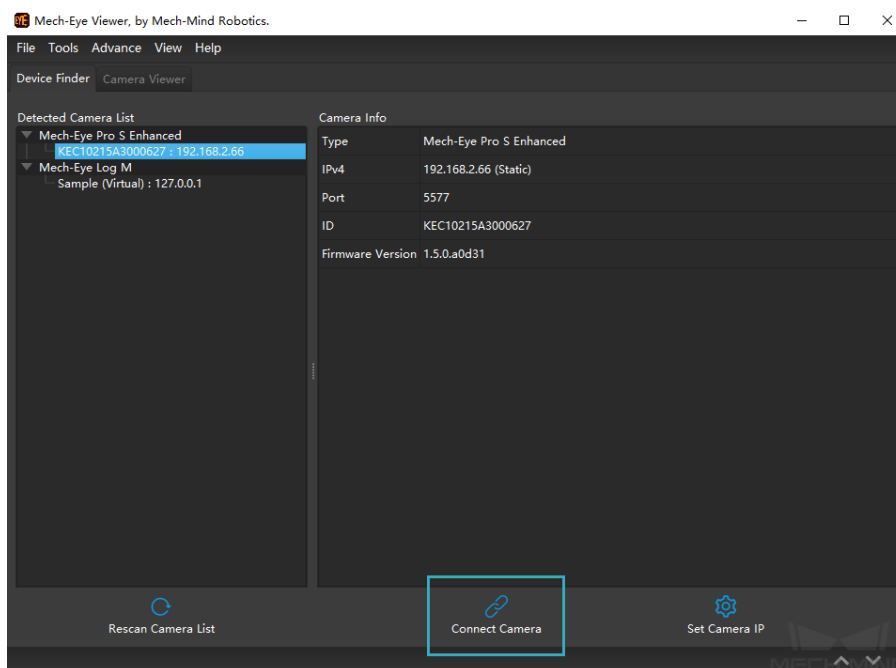 Mech-Eye Viewer, by Mech-Mind Robotics.
File Tools Advance View Help
Device Finder Camera Viewer
Detected Camera List
Mech-Eye Pro S Enhanced
KEC10215A3000627 : 192.168.2.66
Mech-Eye Log M
Sample (Virtual) : 127.0.0.1
Camera Info
Type Mech-Eye Pro S Enhanced
IPv4 192.168.2.66 (Static)
Port 5577
ID KEC10215A3000627
Firmware Version 1.5.0.a0d31
Rescan Camera List
Connect Camera
Set Camera IP